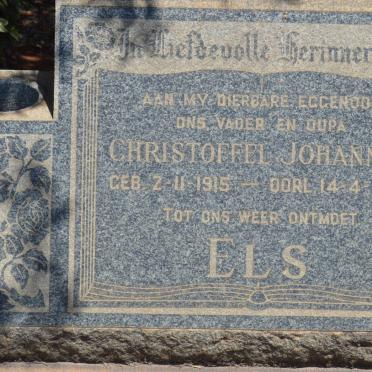 In Liefdevolle Herinner
AAN MY DIERBARE EGGENOO
ONS VADER EN OUPA
CHRISTOFFEL JOHANN
GEB. 2-11-1915 — OORL. 14-4-
TOT ONS WEER ONTMOET
ELS